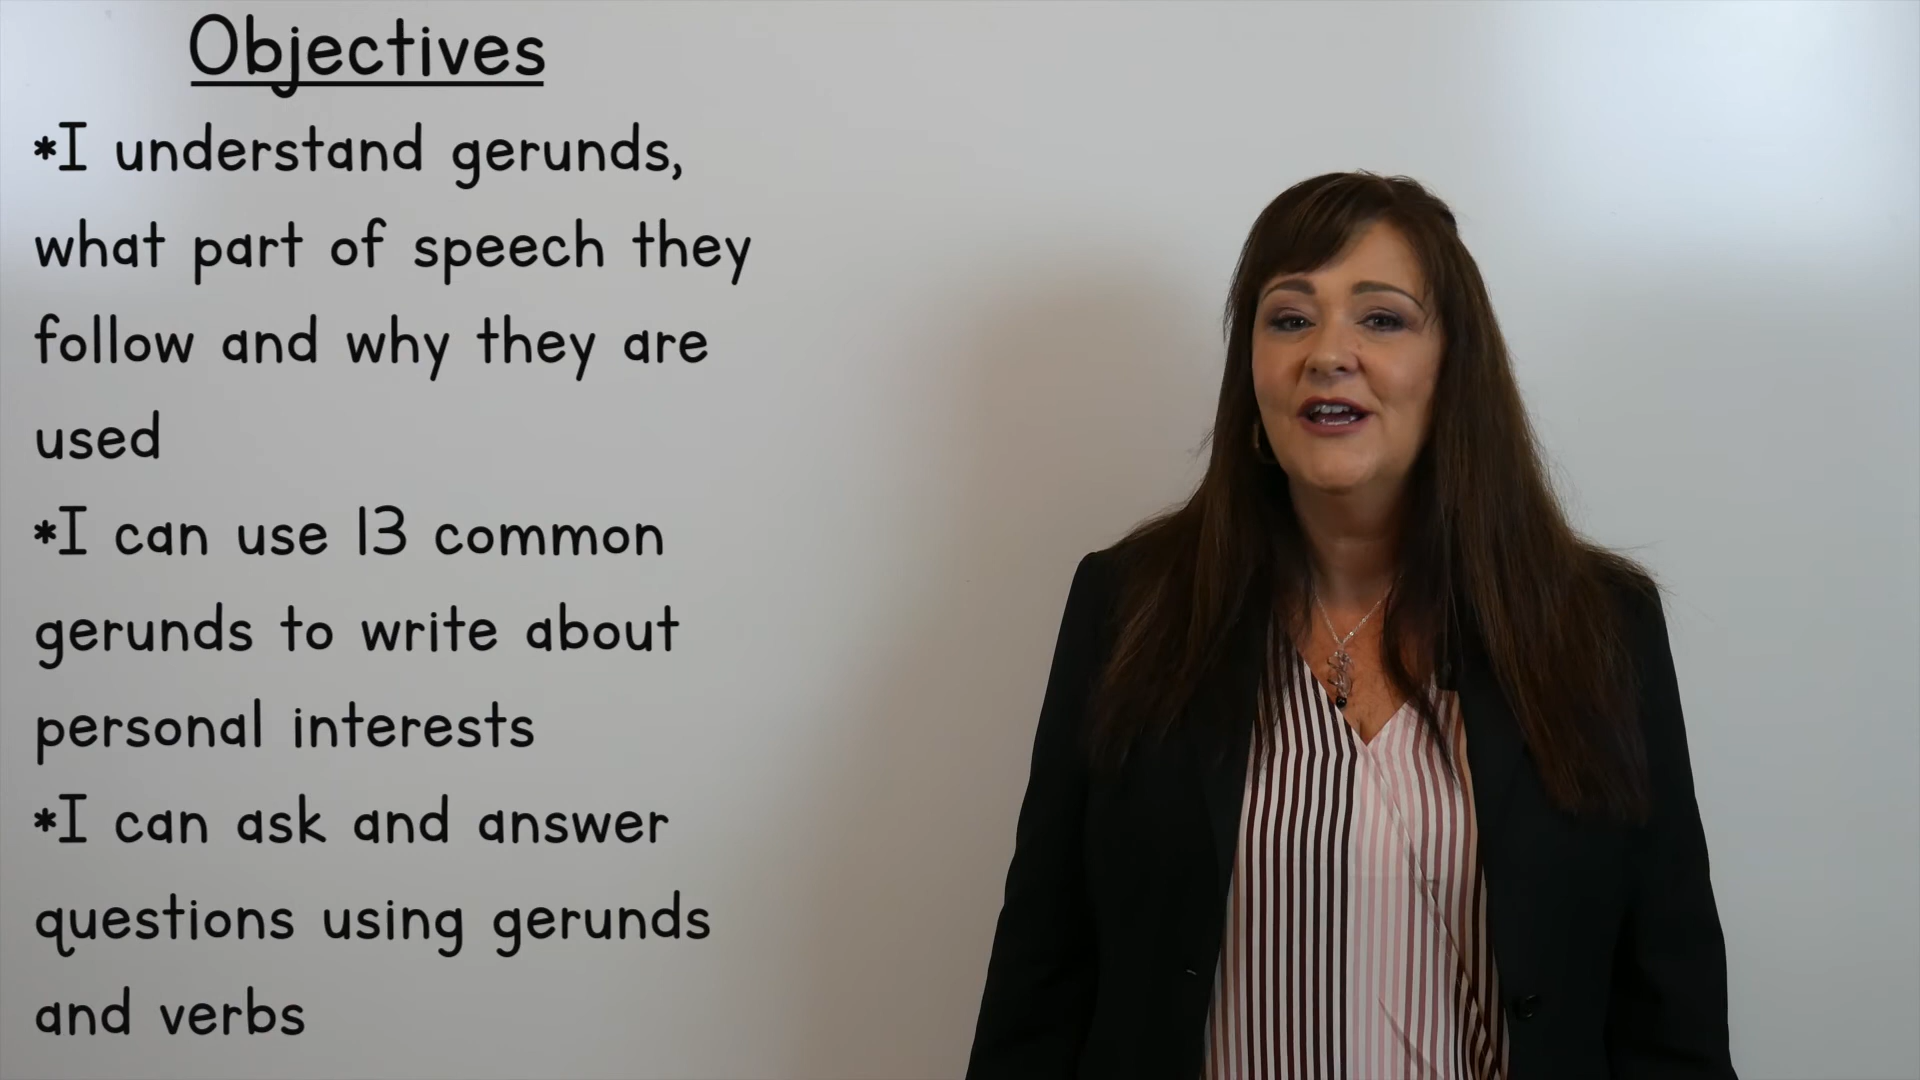 Objectives
*I understand gerunds,
what part of speech they
follow and why they are
used
*I can use 13 common
gerunds to write about
personal interests
*I can ask and answer
questions using gerunds
and verbs